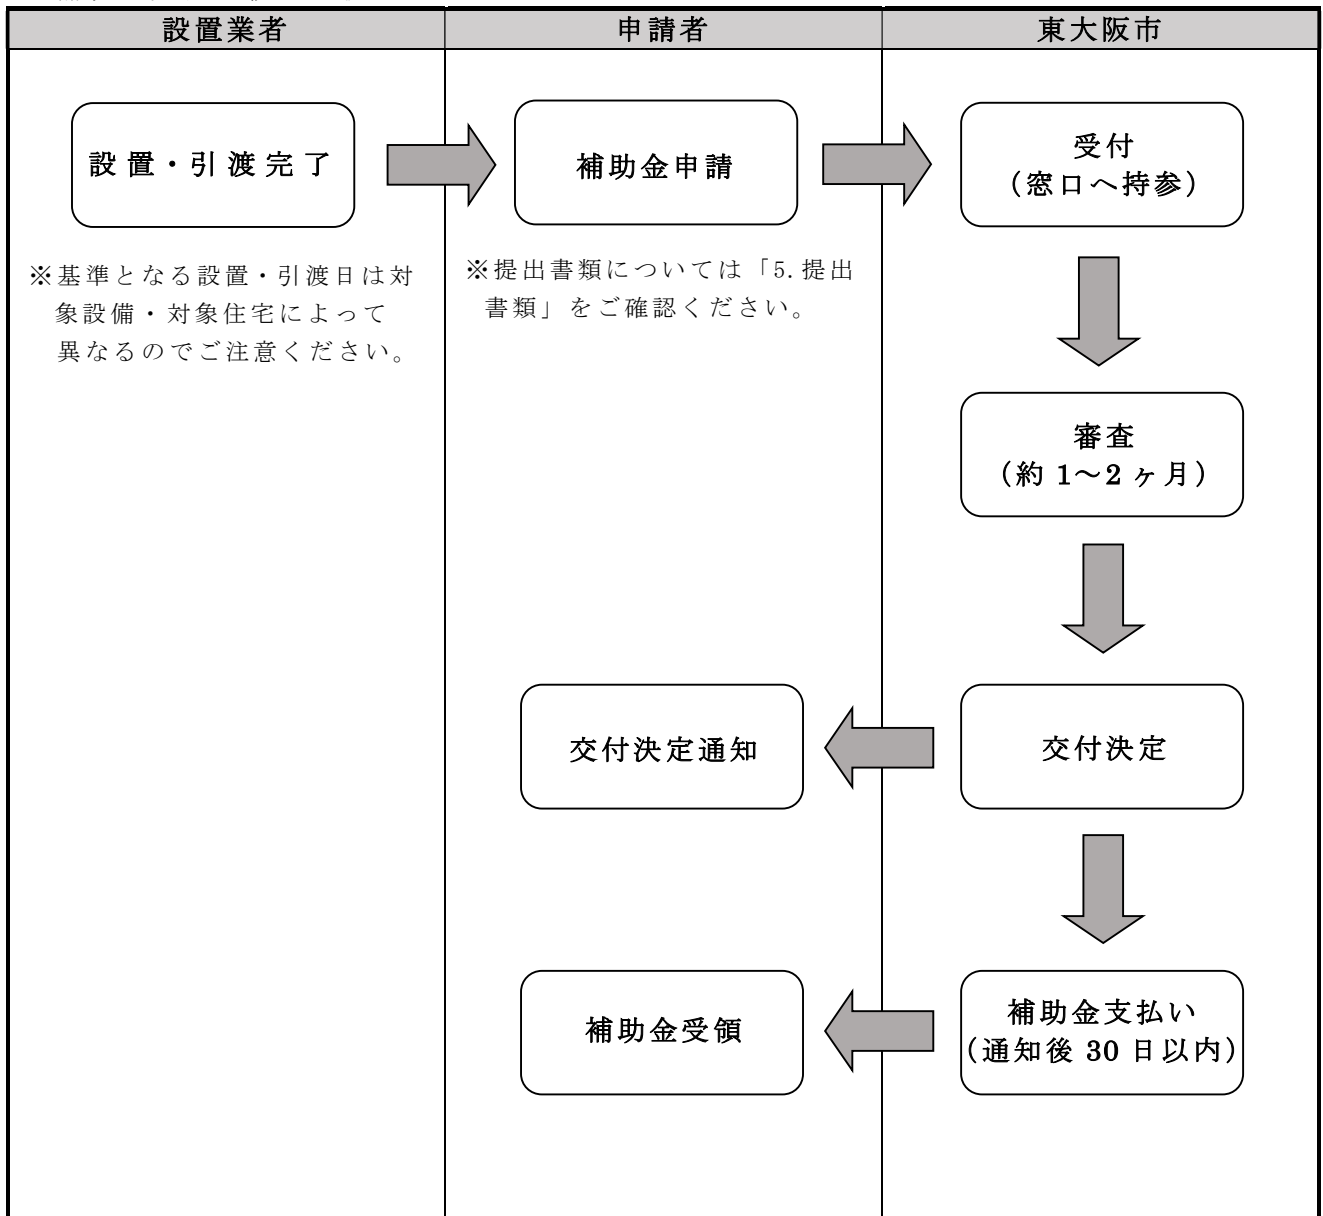 設置業者
申請者
東大阪市
設置・引渡完了
補助金申請
受付
(窓口へ持参)
※基準となる設置・引渡日は対
象設備・対象住宅によって
異なるのでご注意ください。
※提出書類については「5.提出
書類」をご確認ください。
審査
(約 1～2 ヶ月)
交付決定通知
交付決定
補助金受領
補助金支払い
(通知後 30 日以内)